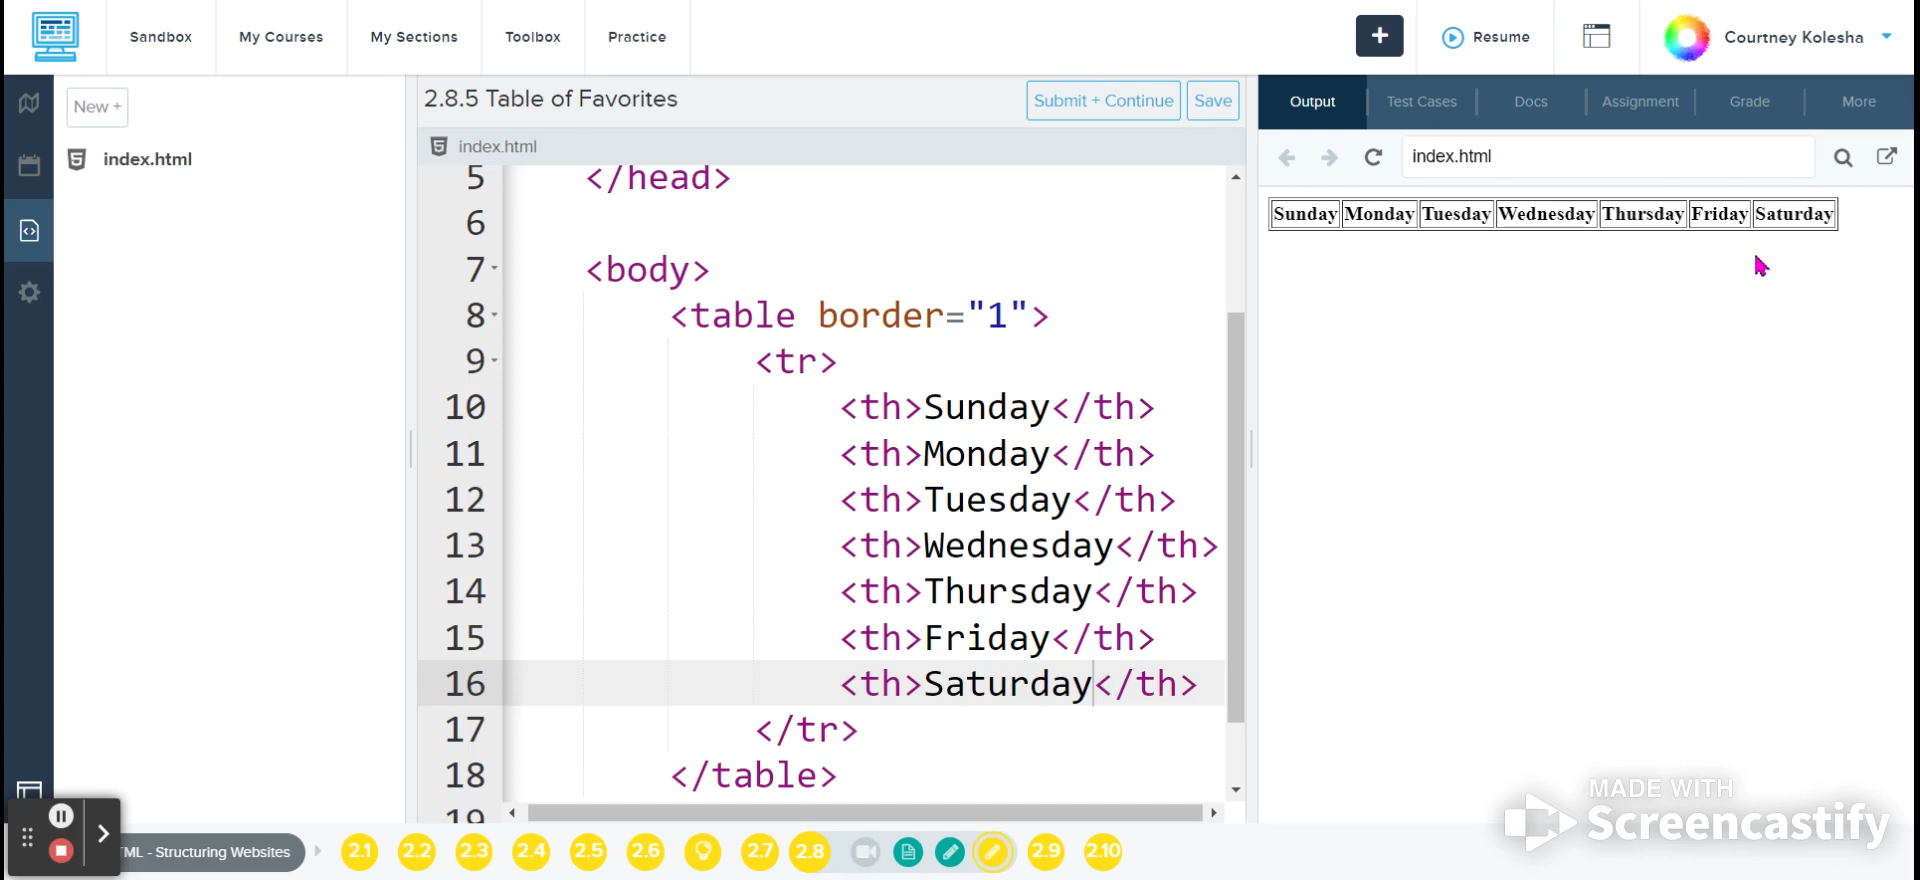 Sandbox
My Courses
My Sections
Toolbox
Practice
+
Resume
Courtney Kolesha
New +
index.html
2.8.5 Table of Favorites
Submit + Continue
Save
index.html
5 </head>
6
7 <body>
8 <table border="1">
9 <tr>
10 <th>Sunday</th>
11 <th>Monday</th>
12 <th>Tuesday</th>
13 <th>Wednesday</th>
14 <th>Thursday</th>
15 <th>Friday</th>
16 <th>Saturday</th>
17 </tr>
18 </table>
19
Output
Test Cases
Docs
Assignment
Grade
More
index.html
Sunday Monday Tuesday Wednesday Thursday Friday Saturday
TML - Structuring Websites
2.1
2.2
2.3
2.4
2.5
2.6
2.7
2.8
2.9
2.10
MADE WITH
Screencastify